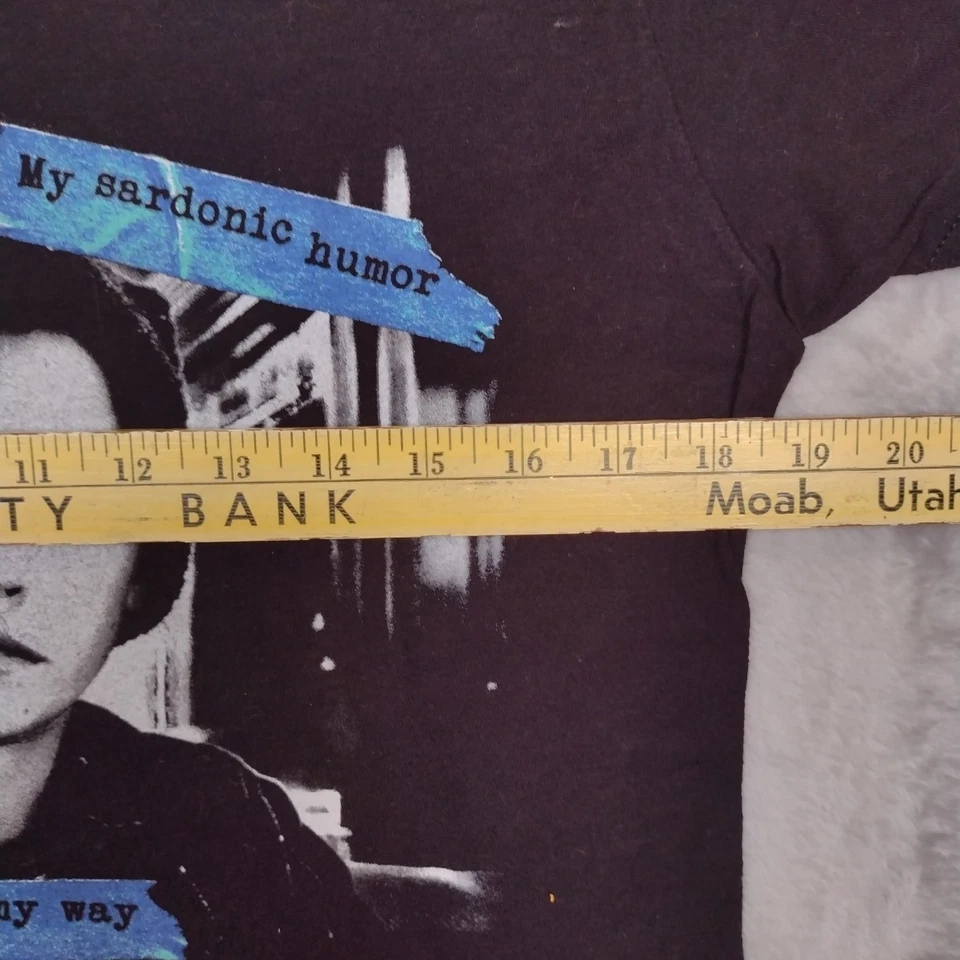 My sardonic humor
11 12 13 14 15 16 17 18 19 20
TY BANK Moab, Utah
ny way